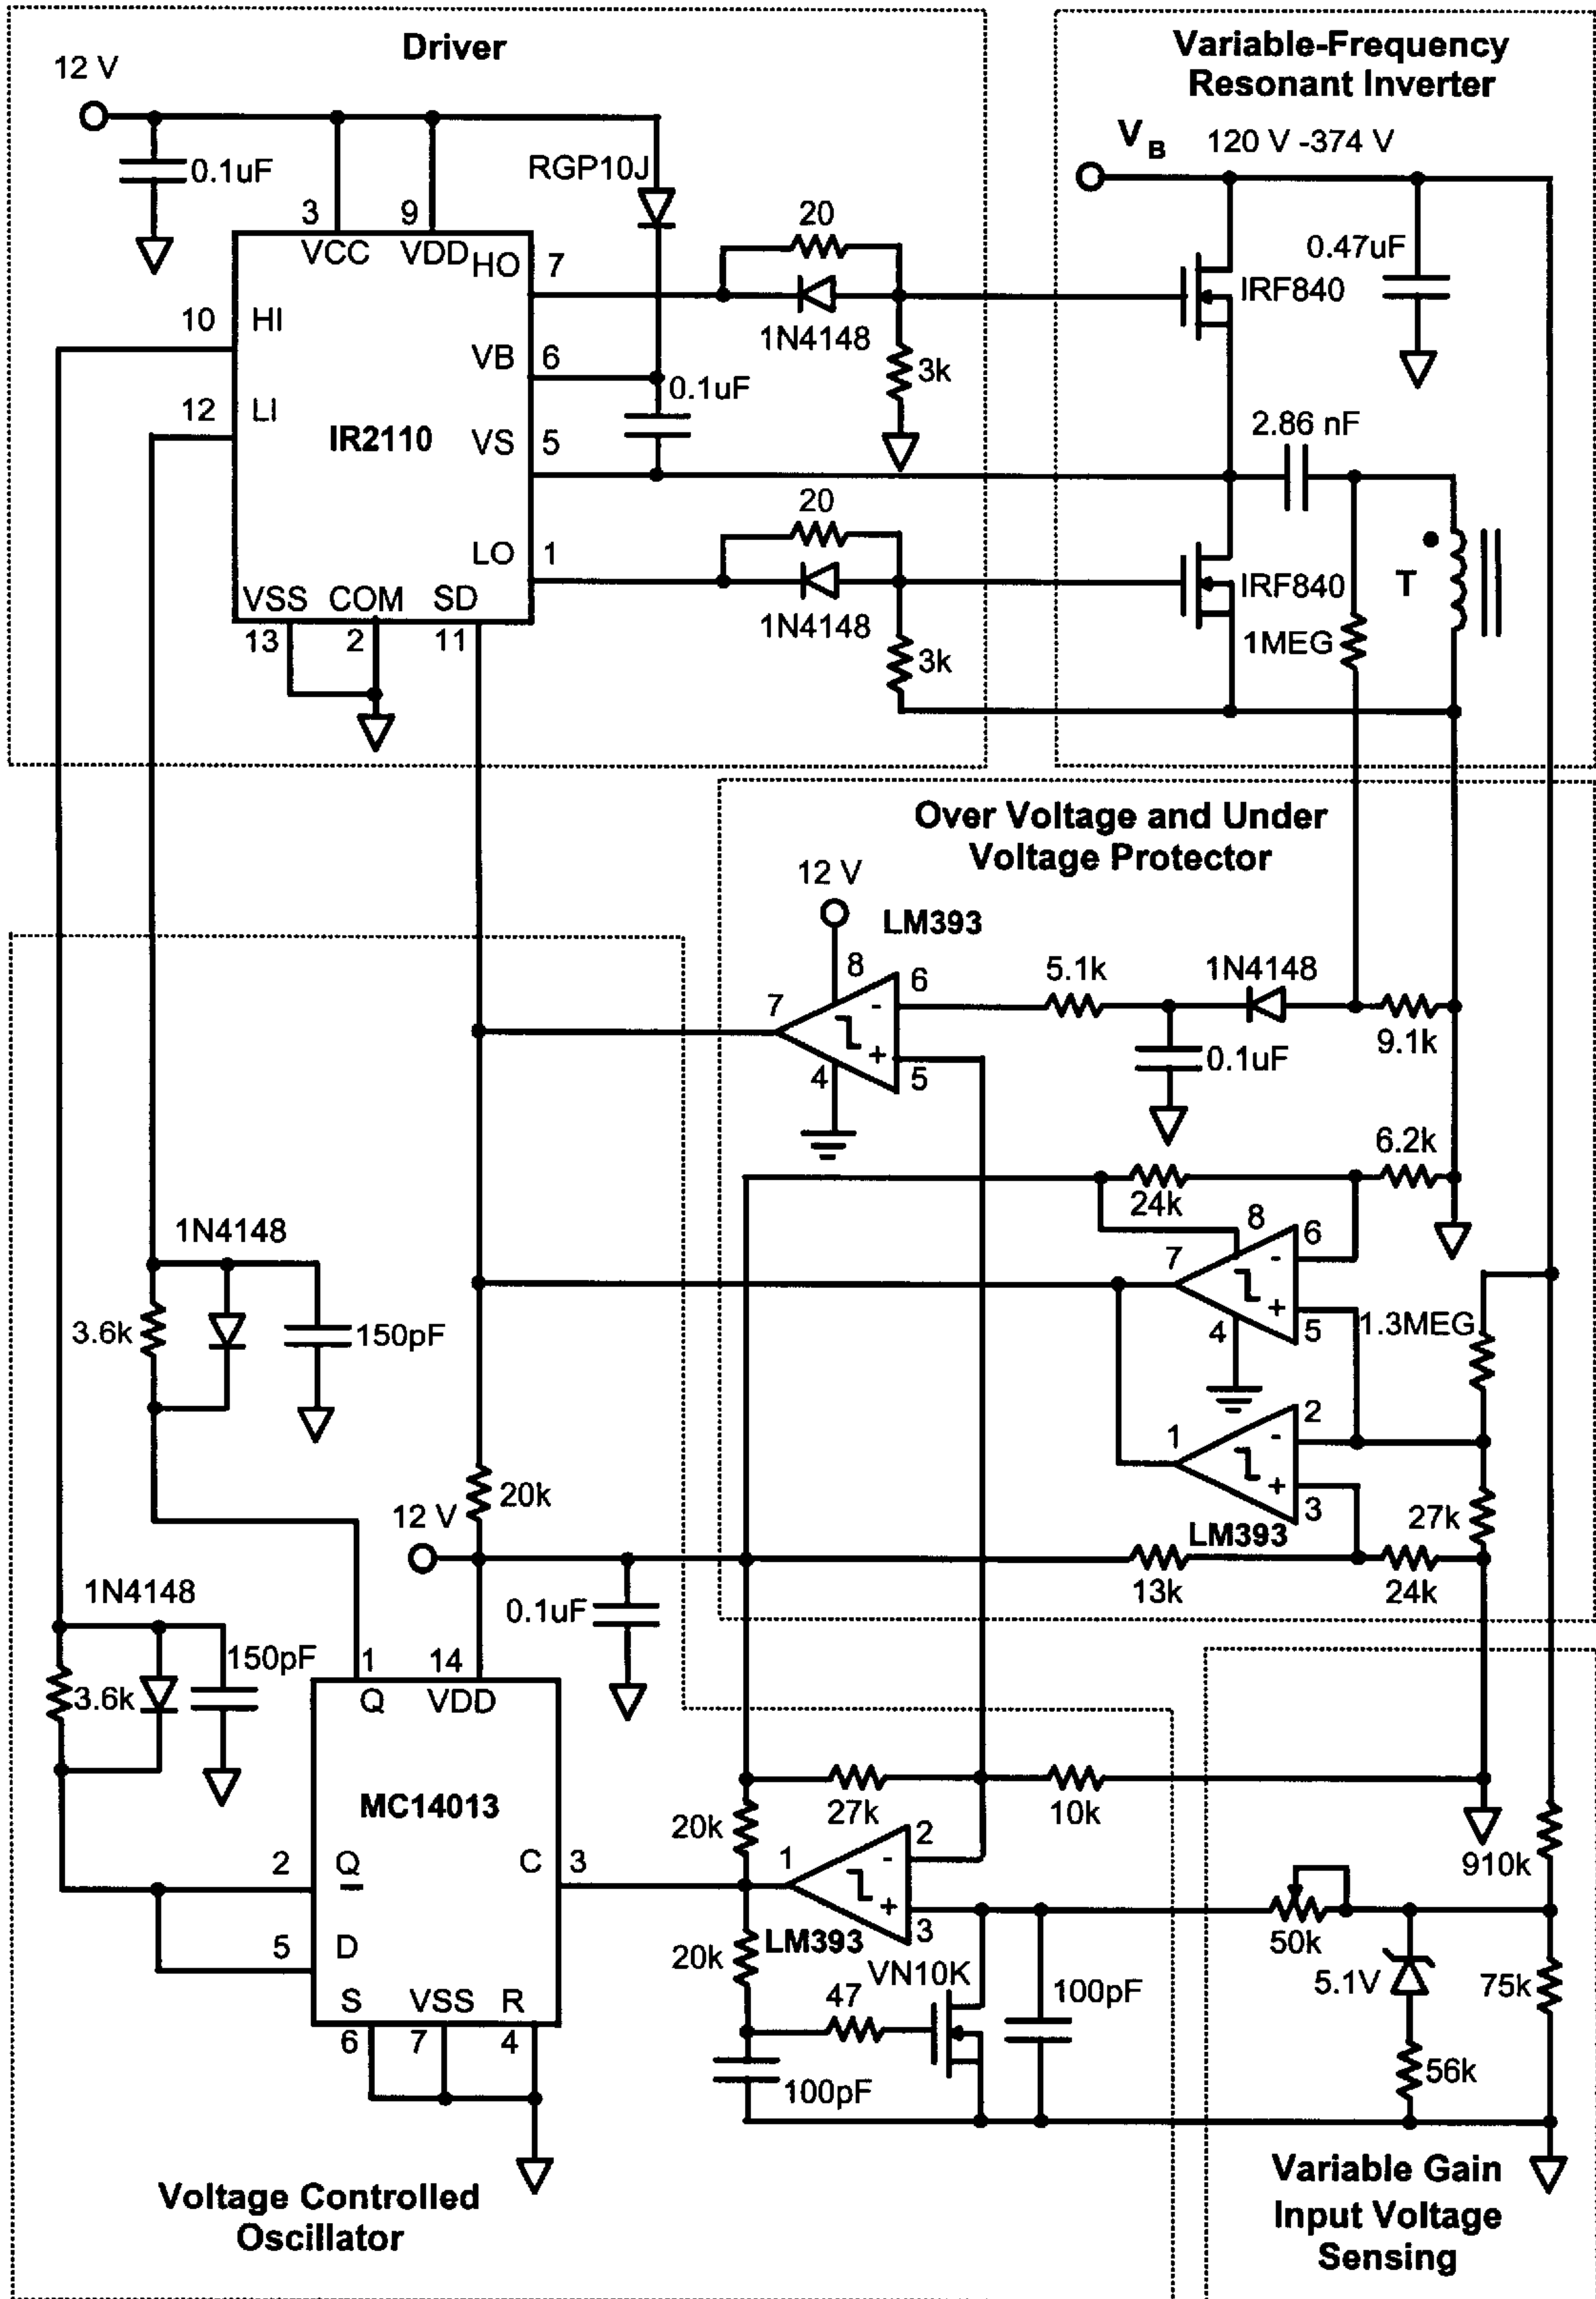 Driver
12 V
0.1uF
RGP10J
3
9
VCC
VDD
HO
7
10
HI
VB
6
0.1uF
12
LI
IR2110
VS
5
LO
1
VSS
COM
SD
13
2
11
20
1N4148
3k
20
1N4148
3k
Variable-Frequency
Resonant Inverter
VB
120 V -374 V
0.47uF
IRF840
2.86 nF
IRF840
T
1MEG
Over Voltage and Under
Voltage Protector
12 V
LM393
8
7
6
-
+
5
4
5.1k
1N4148
9.1k
0.1uF
6.2k
24k
8
7
6
-
+
5
4
1.3MEG
1
2
-
+
3
LM393
27k
13k
24k
1N4148
3.6k
150pF
20k
12 V
0.1uF
1N4148
3.6k
150pF
1
14
Q
VDD
MC14013
2
Q
C
3
5
D
S
VSS
R
6
7
4
20k
27k
10k
1
2
-
+
3
LM393
20k
VN10K
47
100pF
100pF
50k
5.1V
56k
910k
75k
Voltage Controlled
Oscillator
Variable Gain
Input Voltage
Sensing